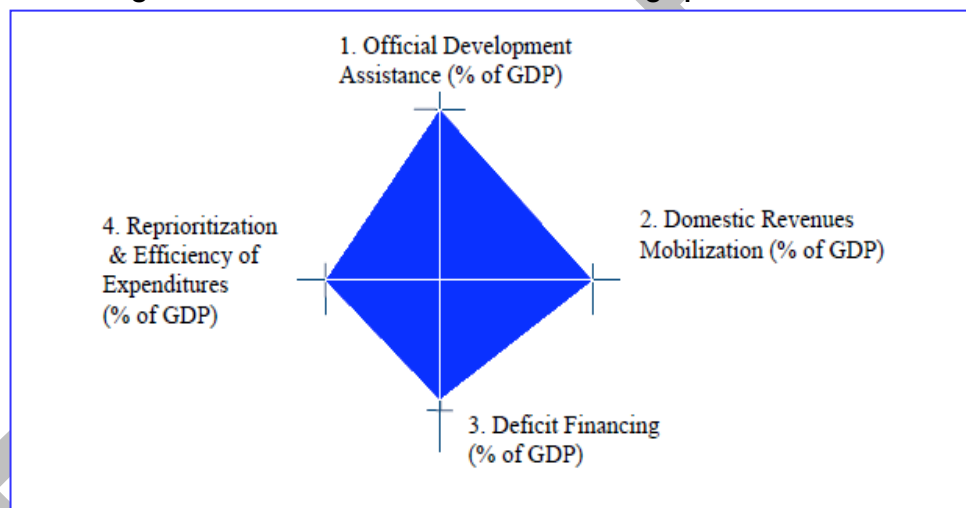 1. Official Development
Assistance (% of GDP)
2. Domestic Revenues
Mobilization (% of GDP)
3. Deficit Financing
(% of GDP)
4. Reprioritization
& Efficiency of
Expenditures
(% of GDP)